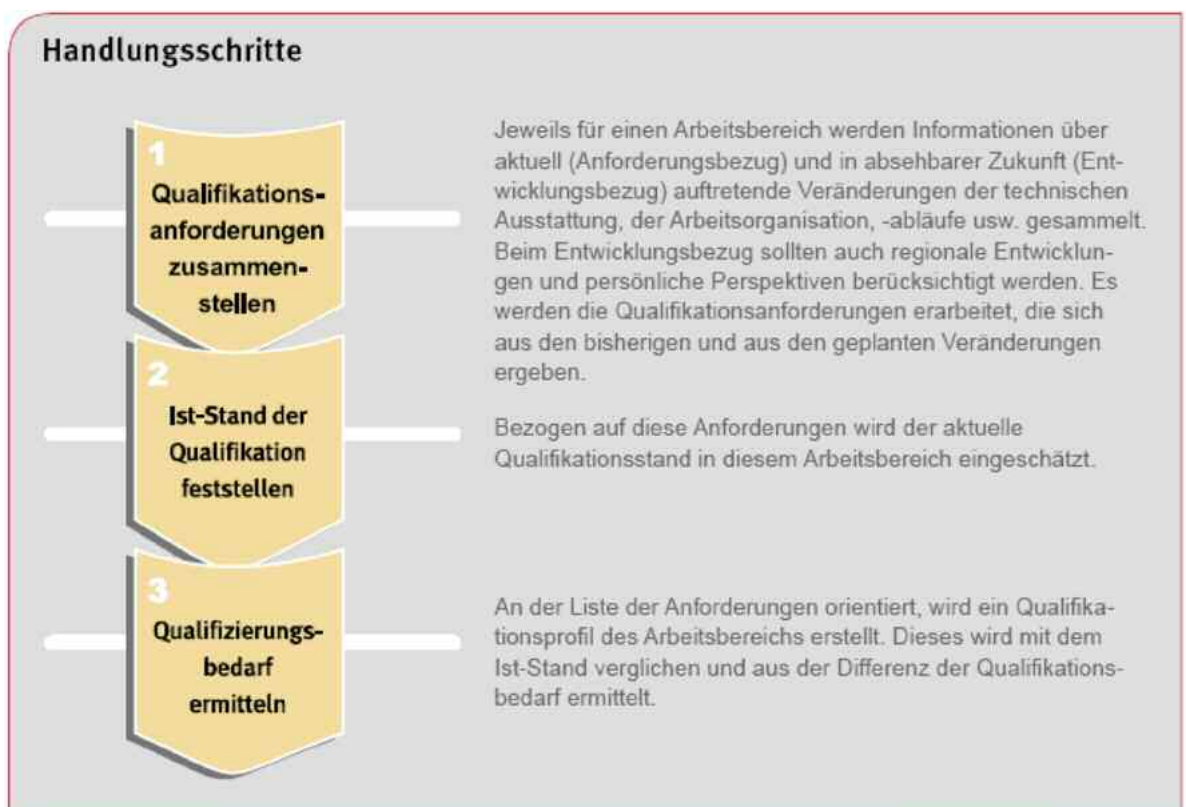 Handlungsschritte
1
Qualifikations-
anforderungen
zusammen-
stellen
Jeweils für einen Arbeitsbereich werden Informationen über
aktuell (Anforderungsbezug) und in absehbarer Zukunft (Ent-
wicklungsbezug) auftretende Veränderungen der technischen
Ausstattung, der Arbeitsorganisation, -abläufe usw. gesammelt.
Beim Entwicklungsbezug sollten auch regionale Entwicklun-
gen und persönliche Perspektiven berücksichtigt werden. Es
werden die Qualifikationsanforderungen erarbeitet, die sich
aus den bisherigen und aus den geplanten Veränderungen
ergeben.
2
Ist-Stand der
Qualifikation
feststellen
Bezogen auf diese Anforderungen wird der aktuelle
Qualifikationsstand in diesem Arbeitsbereich eingeschätzt.
3
Qualifizierungs-
bedarf
ermitteln
An der Liste der Anforderungen orientiert, wird ein Qualifika-
tionsprofil des Arbeitsbereichs erstellt. Dieses wird mit dem
Ist-Stand verglichen und aus der Differenz der Qualifikations-
bedarf ermittelt.